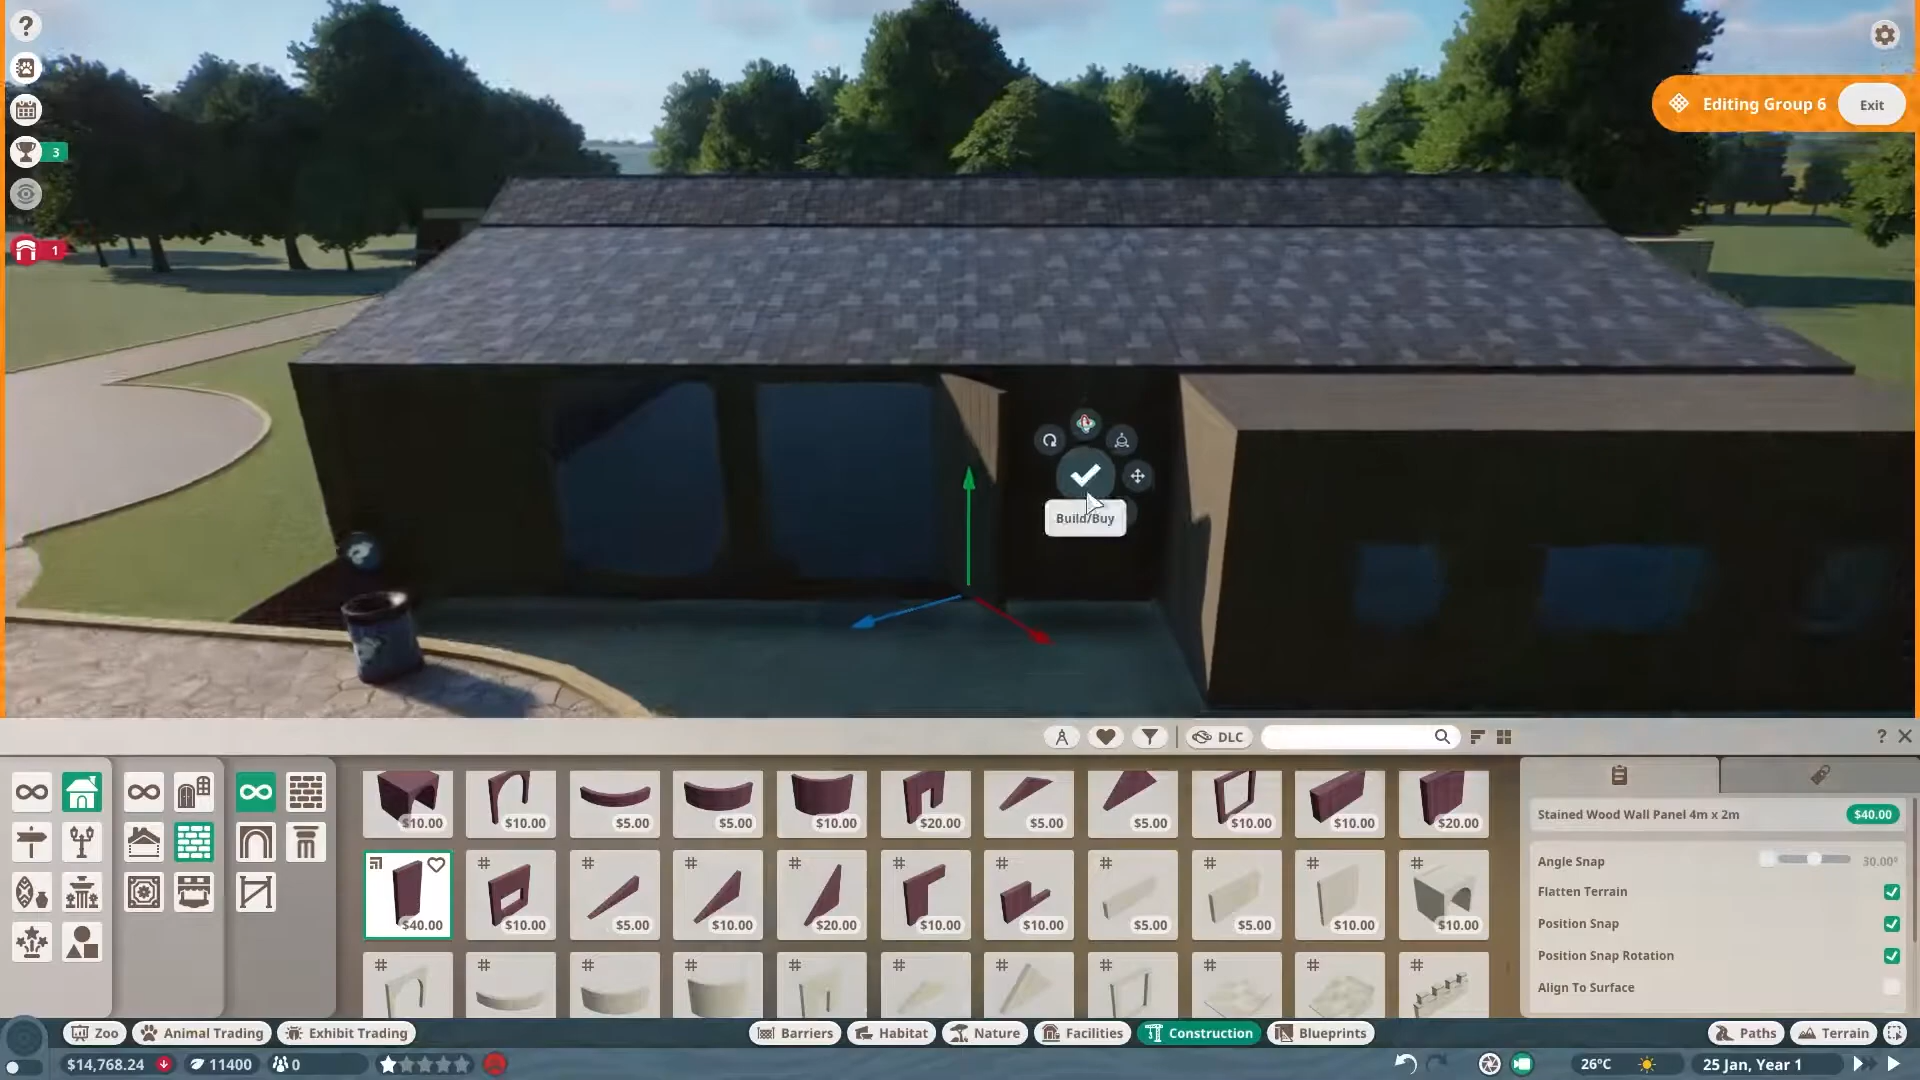 ?
3
1
Editing Group 6 Exit
Build/Buy
DLC
?
$10.00 $10.00 $5.00 $5.00 $10.00 $20.00 $5.00 $5.00 $10.00 $10.00 $20.00
$40.00 $10.00 $5.00 $10.00 $20.00 $10.00 $10.00 $5.00 $5.00 $10.00 $10.00
Stained Wood Wall Panel 4m x 2m $40.00
Angle Snap 30.00°
Flatten Terrain
Position Snap
Position Snap Rotation
Align To Surface
Zoo Animal Trading Exhibit Trading Barriers Habitat Nature Facilities Construction Blueprints Paths Terrain
$14,768.24 11400 0 26°C 25 Jan, Year 1